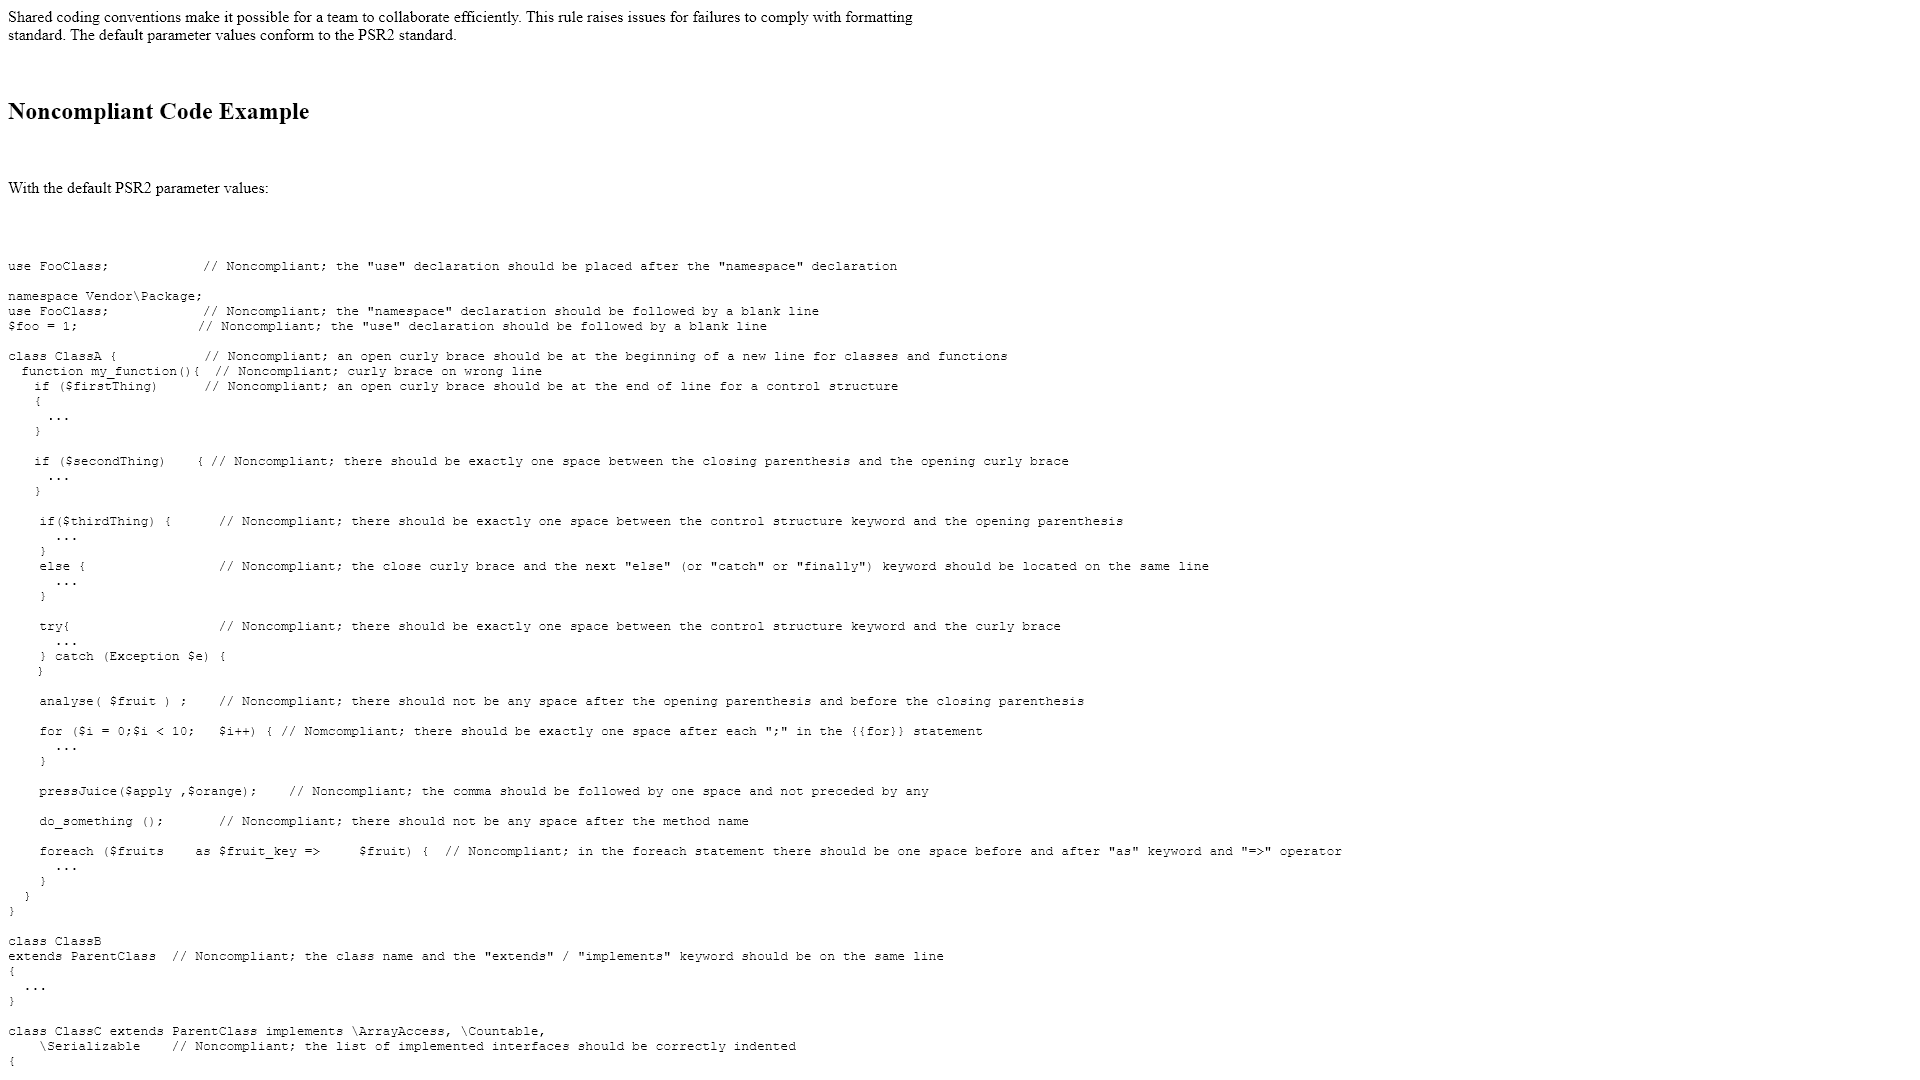 Shared coding conventions make it possible for a team to collaborate efficiently. This rule raises issues for failures to comply with formatting
standard. The default parameter values conform to the PSR2 standard.
Noncompliant Code Example
With the default PSR2 parameter values:
use FooClass;            // Noncompliant; the "use" declaration should be placed after the "namespace" declaration
namespace Vendor\Package;
use FooClass;            // Noncompliant; the "namespace" declaration should be followed by a blank line
$foo = 1;                // Noncompliant; the "use" declaration should be followed by a blank line
class ClassA {           // Noncompliant; an open curly brace should be at the beginning of a new line for classes and functions
  function my_function(){  // Noncompliant; curly brace on wrong line
    if ($firstThing)      // Noncompliant; an open curly brace should be at the end of line for a control structure
    {
      ...
    }
    if ($secondThing)    { // Noncompliant; there should be exactly one space between the closing parenthesis and the opening curly brace
      ...
    }
    if($thirdThing) {      // Noncompliant; there should be exactly one space between the control structure keyword and the opening parenthesis
      ...
    }
    else {                 // Noncompliant; the close curly brace and the next "else" (or "catch" or "finally") keyword should be located on the same line
      ...
    }
    try{                   // Noncompliant; there should be exactly one space between the control structure keyword and the curly brace
      ...
    } catch (Exception $e) {
    }
    analyse( $fruit ) ;    // Noncompliant; there should not be any space after the opening parenthesis and before the closing parenthesis
    for ($i = 0;$i < 10;   $i++) { // Nomcompliant; there should be exactly one space after each ";" in the {{for}} statement
      ...
    }
    pressJuice($apply ,$orange);    // Noncompliant; the comma should be followed by one space and not preceded by any
    do_something ();       // Noncompliant; there should not be any space after the method name
    foreach ($fruits    as $fruit_key =>     $fruit) {  // Noncompliant; in the foreach statement there should be one space before and after "as" keyword and "=>" operator
      ...
    }
  }
}
class ClassB
extends ParentClass  // Noncompliant; the class name and the "extends" / "implements" keyword should be on the same line
{
  ...
}
class ClassC extends ParentClass implements \ArrayAccess, \Countable,
    \Serializable    // Noncompliant; the list of implemented interfaces should be correctly indented
{